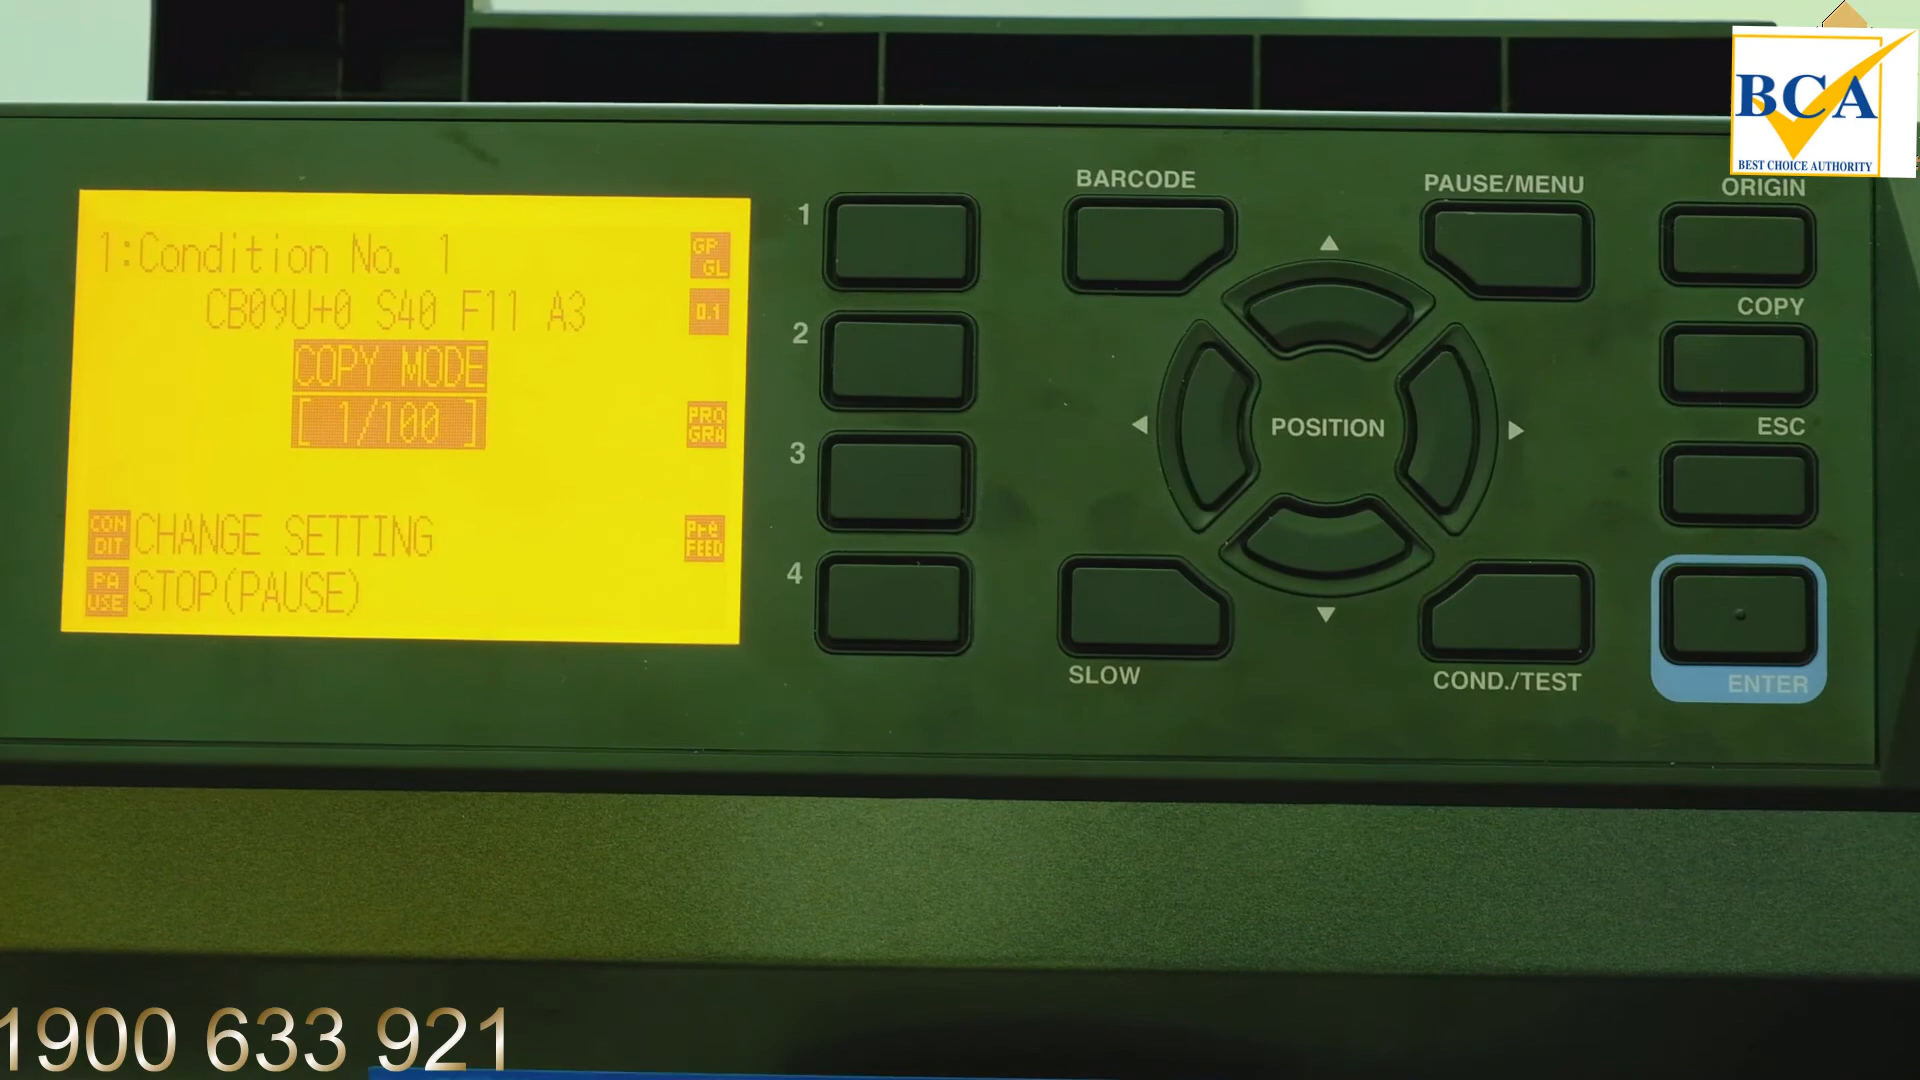 BCA
BEST CHOICE AUTHORITY
1:Condition No. 1
CB09U+0 S40 F11 A3
COPY MODE
[ 1/100 ]
CON
DIT
CHANGE SETTING
PA
USE
STOP(PAUSE)
GP
GL
0.1
PRO
GRA
Pre
FEED
1
2
3
4
BARCODE
PAUSE/MENU
ORIGIN
COPY
ESC
POSITION
SLOW
COND./TEST
ENTER
1900 633 921